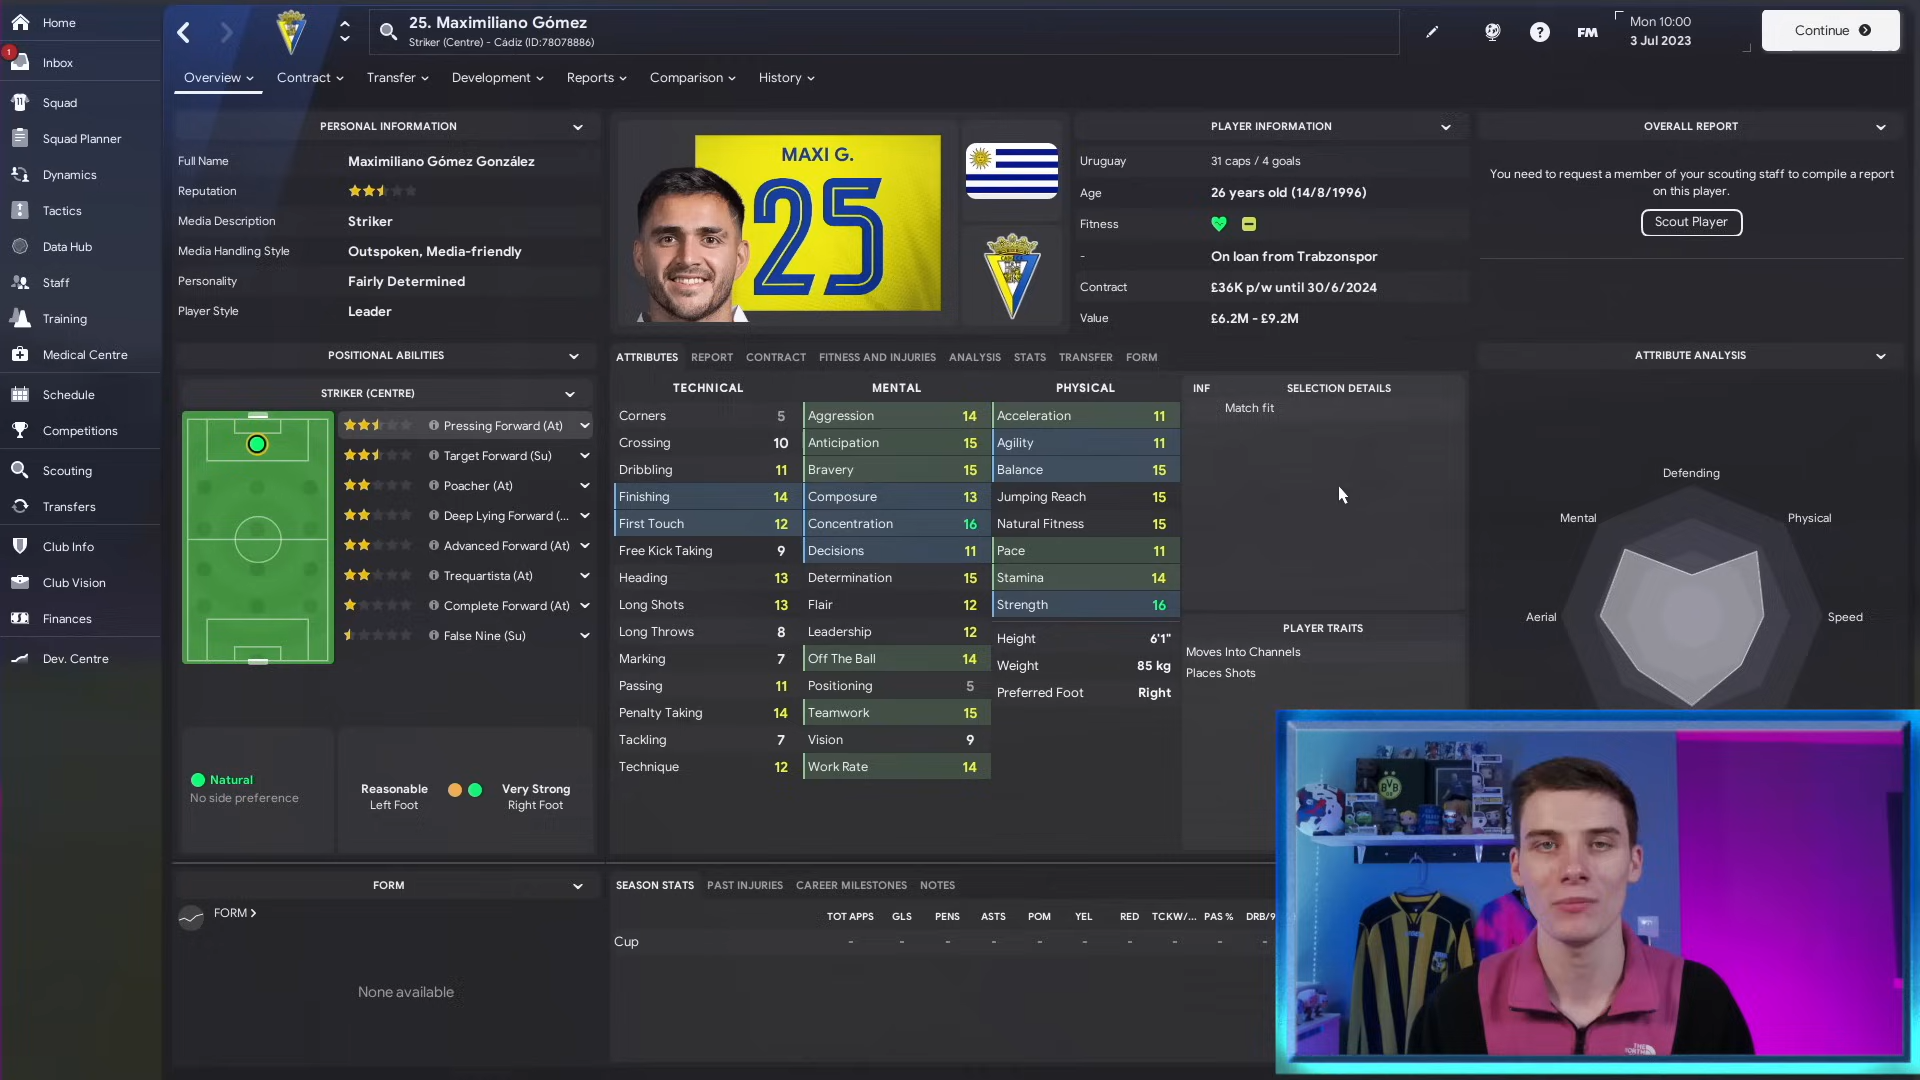 Home
1
Inbox
Squad
Squad Planner
Dynamics
Tactics
Data Hub
Staff
Training
Medical Centre
Schedule
Competitions
Scouting
Transfers
Club Info
Club Vision
Finances
Dev. Centre
25. Maximiliano Gómez
Striker (Centre) - Cádiz (ID:78078886)
? FM
Mon 10:00
3 Jul 2023
Continue
Overview Contract Transfer Development Reports Comparison History
PERSONAL INFORMATION
Full Name Maximiliano Gómez González
Reputation
Media Description Striker
Media Handling Style Outspoken, Media-friendly
Personality Fairly Determined
Player Style Leader
MAXI G.
25
PLAYER INFORMATION
Uruguay 31 caps / 4 goals
Age 26 years old (14/8/1996)
Fitness
- On loan from Trabzonspor
Contract £36K p/w until 30/6/2024
Value £6.2M - £9.2M
OVERALL REPORT
You need to request a member of your scouting staff to compile a report
on this player.
Scout Player
POSITIONAL ABILITIES
STRIKER (CENTRE)
Pressing Forward (At)
Target Forward (Su)
Poacher (At)
Deep Lying Forward (...
Advanced Forward (At)
Trequartista (At)
Complete Forward (At)
False Nine (Su)
Natural
No side preference
Reasonable
Left Foot
Very Strong
Right Foot
ATTRIBUTES REPORT CONTRACT FITNESS AND INJURIES ANALYSIS STATS TRANSFER FORM
TECHNICAL
Corners 5
Crossing 10
Dribbling 11
Finishing 14
First Touch 12
Free Kick Taking 9
Heading 13
Long Shots 13
Long Throws 8
Marking 7
Passing 11
Penalty Taking 14
Tackling 7
Technique 12
MENTAL
Aggression 14
Anticipation 15
Bravery 15
Composure 13
Concentration 16
Decisions 11
Determination 15
Flair 12
Leadership 12
Off The Ball 14
Positioning 5
Teamwork 15
Vision 9
Work Rate 14
PHYSICAL
Acceleration 11
Agility 11
Balance 15
Jumping Reach 15
Natural Fitness 15
Pace 11
Stamina 14
Strength 16
Height 6'1"
Weight 85 kg
Preferred Foot Right
INF SELECTION DETAILS
Match fit
PLAYER TRAITS
Moves Into Channels
Places Shots
ATTRIBUTE ANALYSIS
Defending
Mental
Physical
Aerial
Speed
FORM
FORM
None available
SEASON STATS PAST INJURIES CAREER MILESTONES NOTES
TOT APPS GLS PENS ASTS POM YEL RED TCKW/... PAS % DRB/9
Cup - - - - - - - - - -
BVB
09